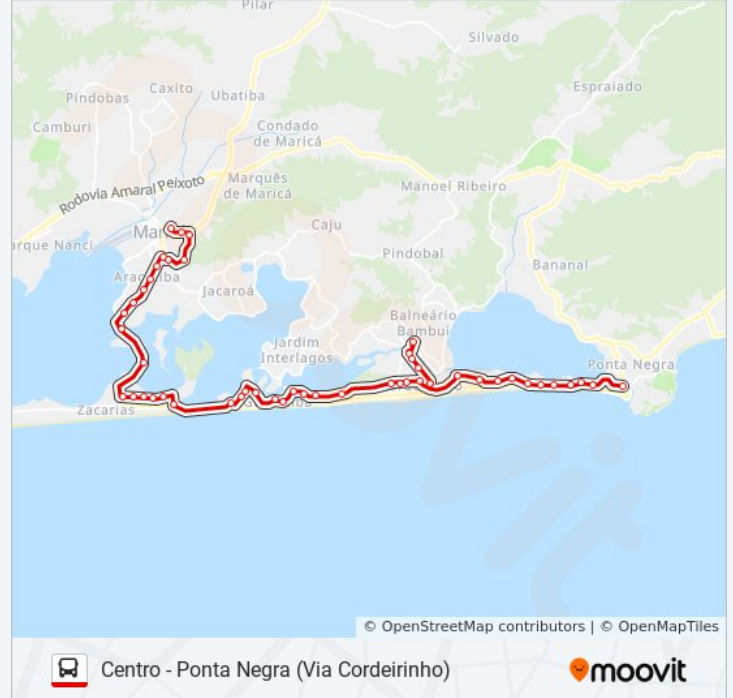 Pilar
Silvado
Caxito
Pindobas
Ubatiba
Espraiado
Camburi
Condado
de Maricá
Rodovia Amaral Peixoto
Marquês
de Maricá
Manoel Ribeiro
Caju
arque Nanci
Pindobal
Bananal
Jacaroá
Balneário
Bambuí
Jardim
Interlagos
Ponta Negra
Zacarias
© OpenStreetMap contributors | © OpenMapTiles
Centro - Ponta Negra (Via Cordeirinho)
moovit